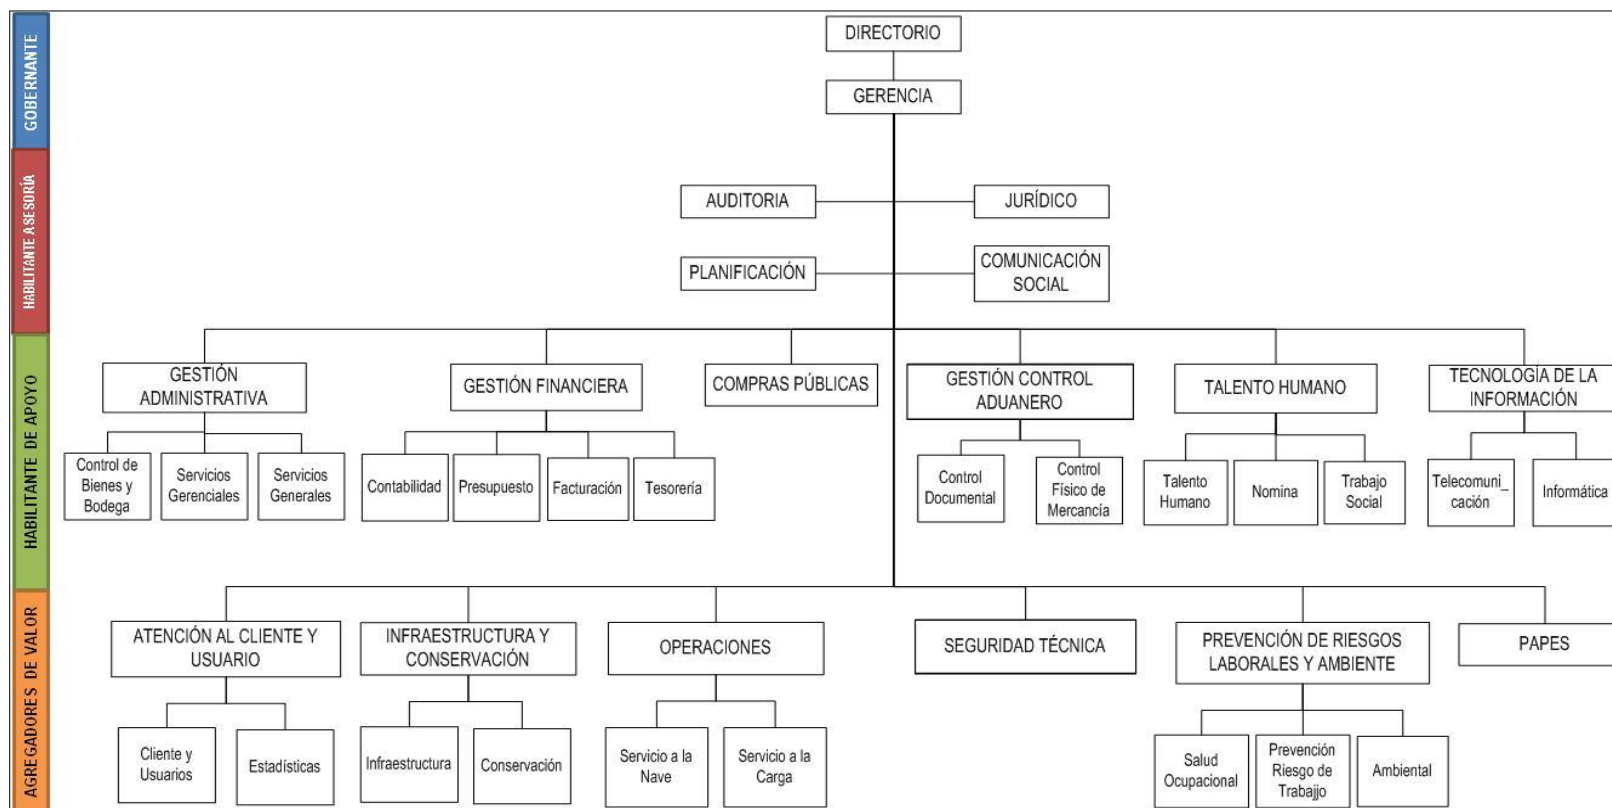 GOBERNANTE
DIRECTORIO
GERENCIA
HABILITANTE ASESORÍA
AUDITORIA
JURÍDICO
PLANIFICACIÓN
COMUNICACIÓN
SOCIAL
HABILITANTE DE APOYO
GESTIÓN
ADMINISTRATIVA
GESTIÓN FINANCIERA
COMPRAS PÚBLICAS
GESTIÓN CONTROL
ADUANERO
TALENTO HUMANO
TECNOLOGÍA DE LA
INFORMACIÓN
Control de
Bienes y
Bodega
Servicios
Gerenciales
Servicios
Generales
Contabilidad
Presupuesto
Facturación
Tesorería
Control
Documental
Control
Físico de
Mercancía
Talento
Humano
Nomina
Trabajo
Social
Telecomuni_
cación
Informática
AGREGADORES DE VALOR
ATENCIÓN AL CLIENTE Y
USUARIO
INFRAESTRUCTURA Y
CONSERVACIÓN
OPERACIONES
SEGURIDAD TÉCNICA
PREVENCIÓN DE RIESGOS
LABORALES Y AMBIENTE
PAPES
Cliente y
Usuarios
Estadísticas
Infraestructura
Conservación
Servicio a la
Nave
Servicio a la
Carga
Salud
Ocupacional
Prevención
Riesgo de
Trabajjo
Ambiental